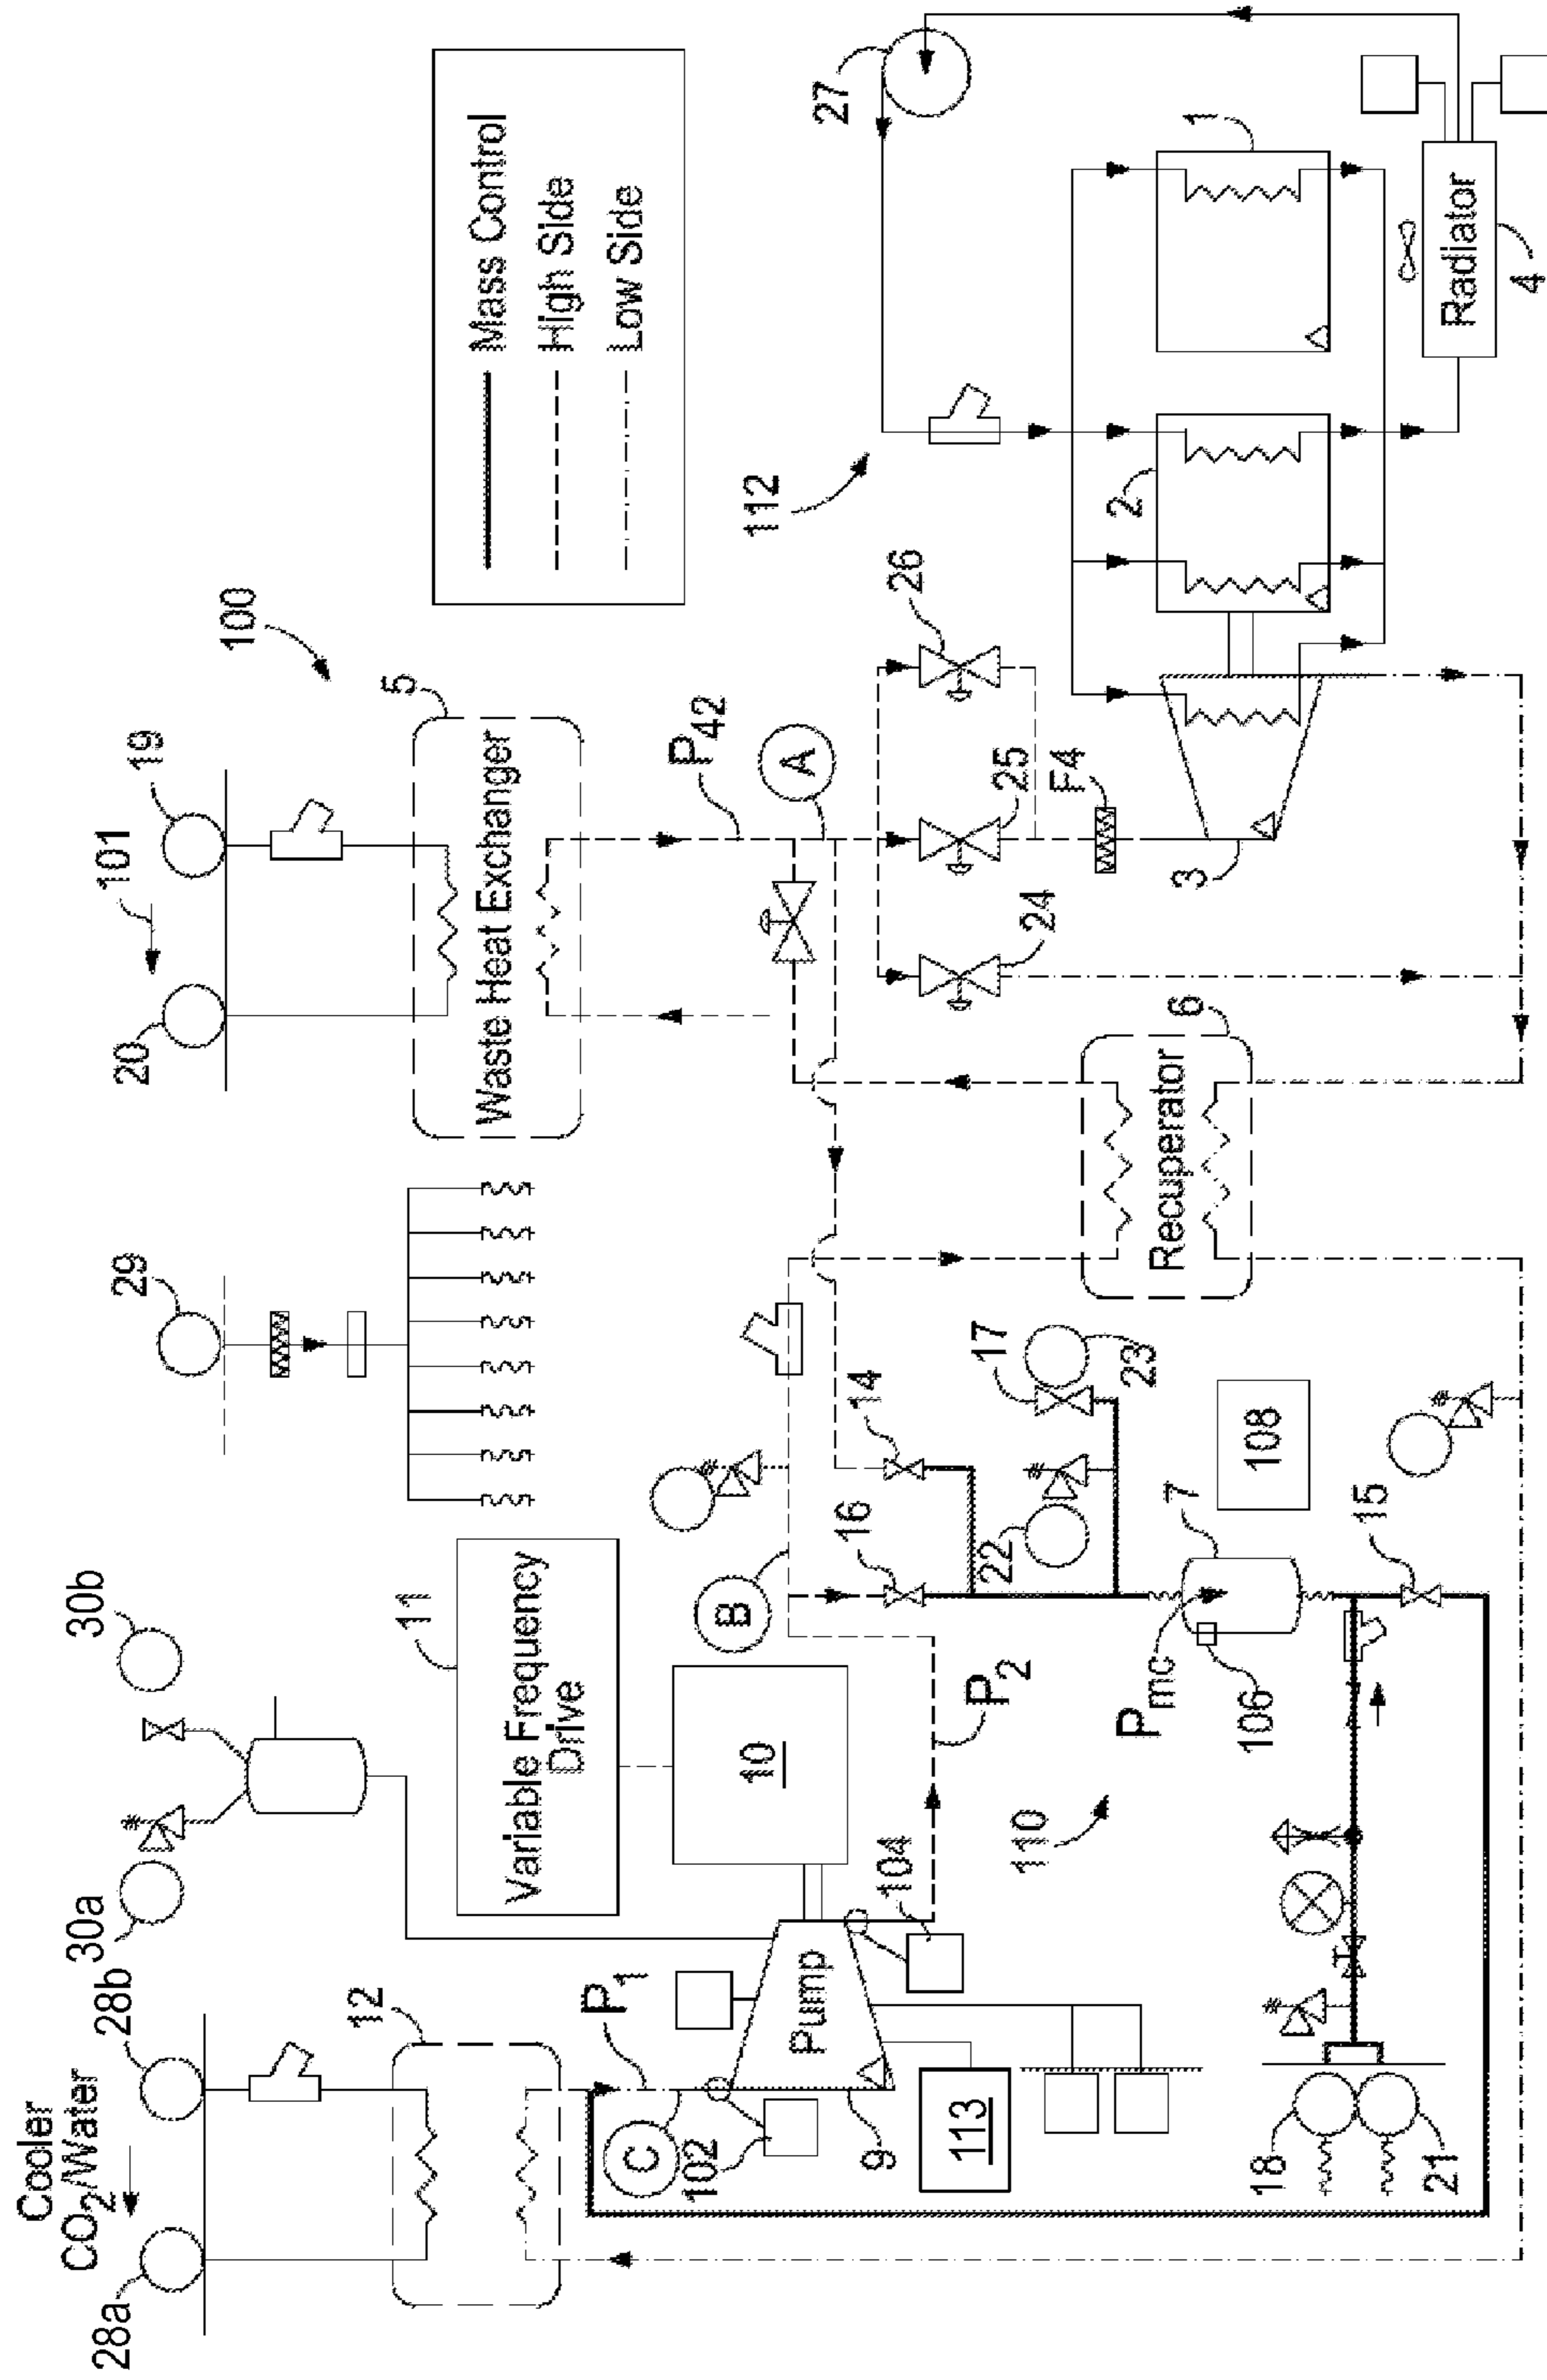 Cooler
CO₂/Water
28a
28b
30a
30b
29
20
101
19
100
12
5
11
Waste Heat Exchanger
Variable Frequency
Drive
Mass Control
High Side
Low Side
P₁
P₄₂
C
102
B
10
A
112
27
Pump
16
14
9
113
104
26
P₂
22
17
25
24
110
P mc
23
F4
2
7
Recuperator
6
3
1
106
108
18
21
15
Radiator
4